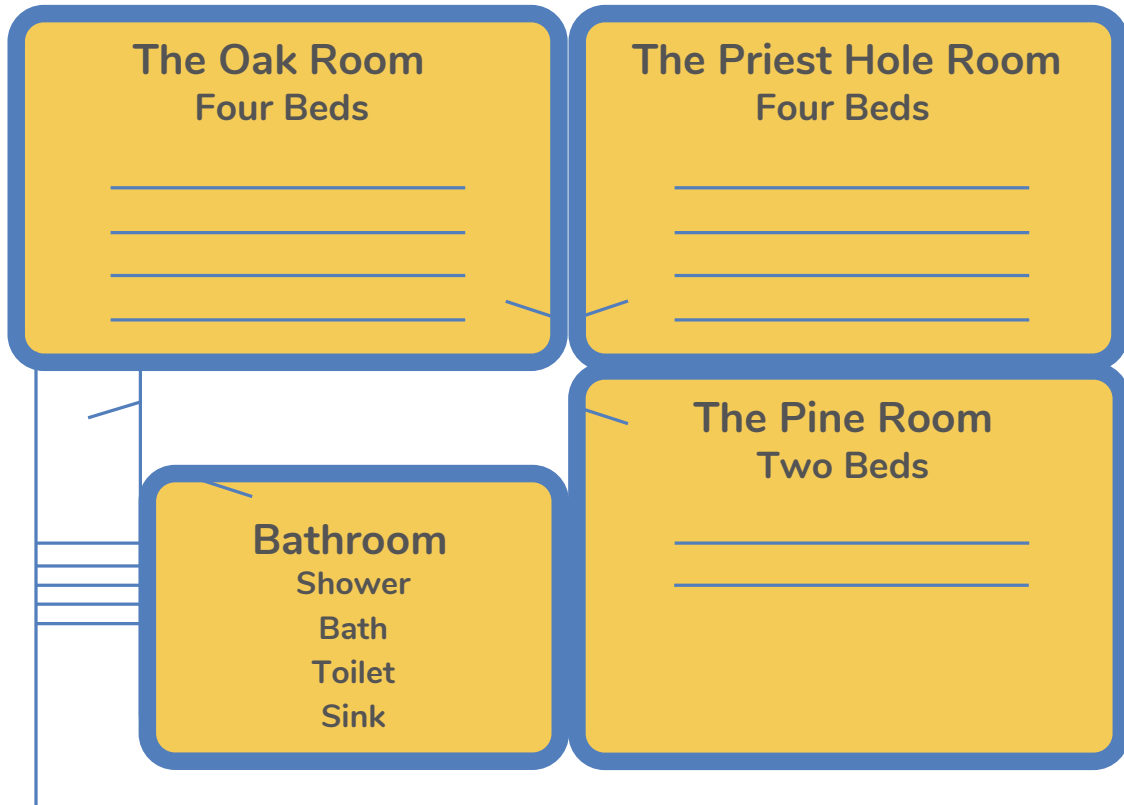 The Oak Room
Four Beds
The Priest Hole Room
Four Beds
The Pine Room
Two Beds
Bathroom
Shower
Bath
Toilet
Sink